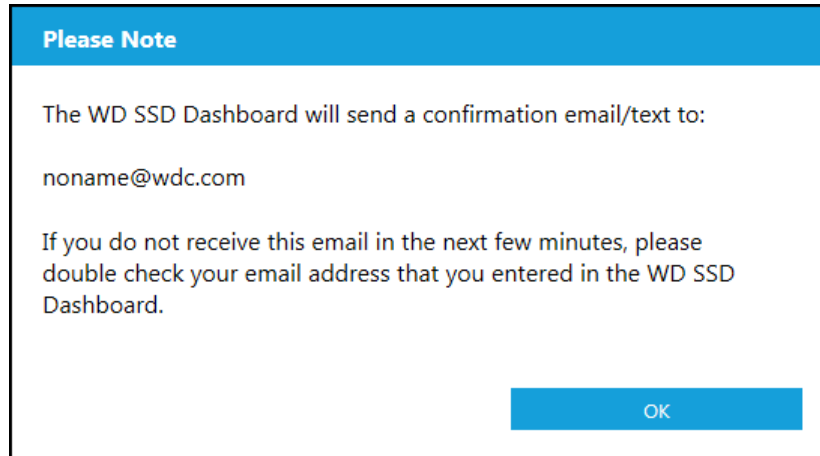 Please Note
The WD SSD Dashboard will send a confirmation email/text to:
noname@wdc.com
If you do not receive this email in the next few minutes, please
double check your email address that you entered in the WD SSD
Dashboard.
OK